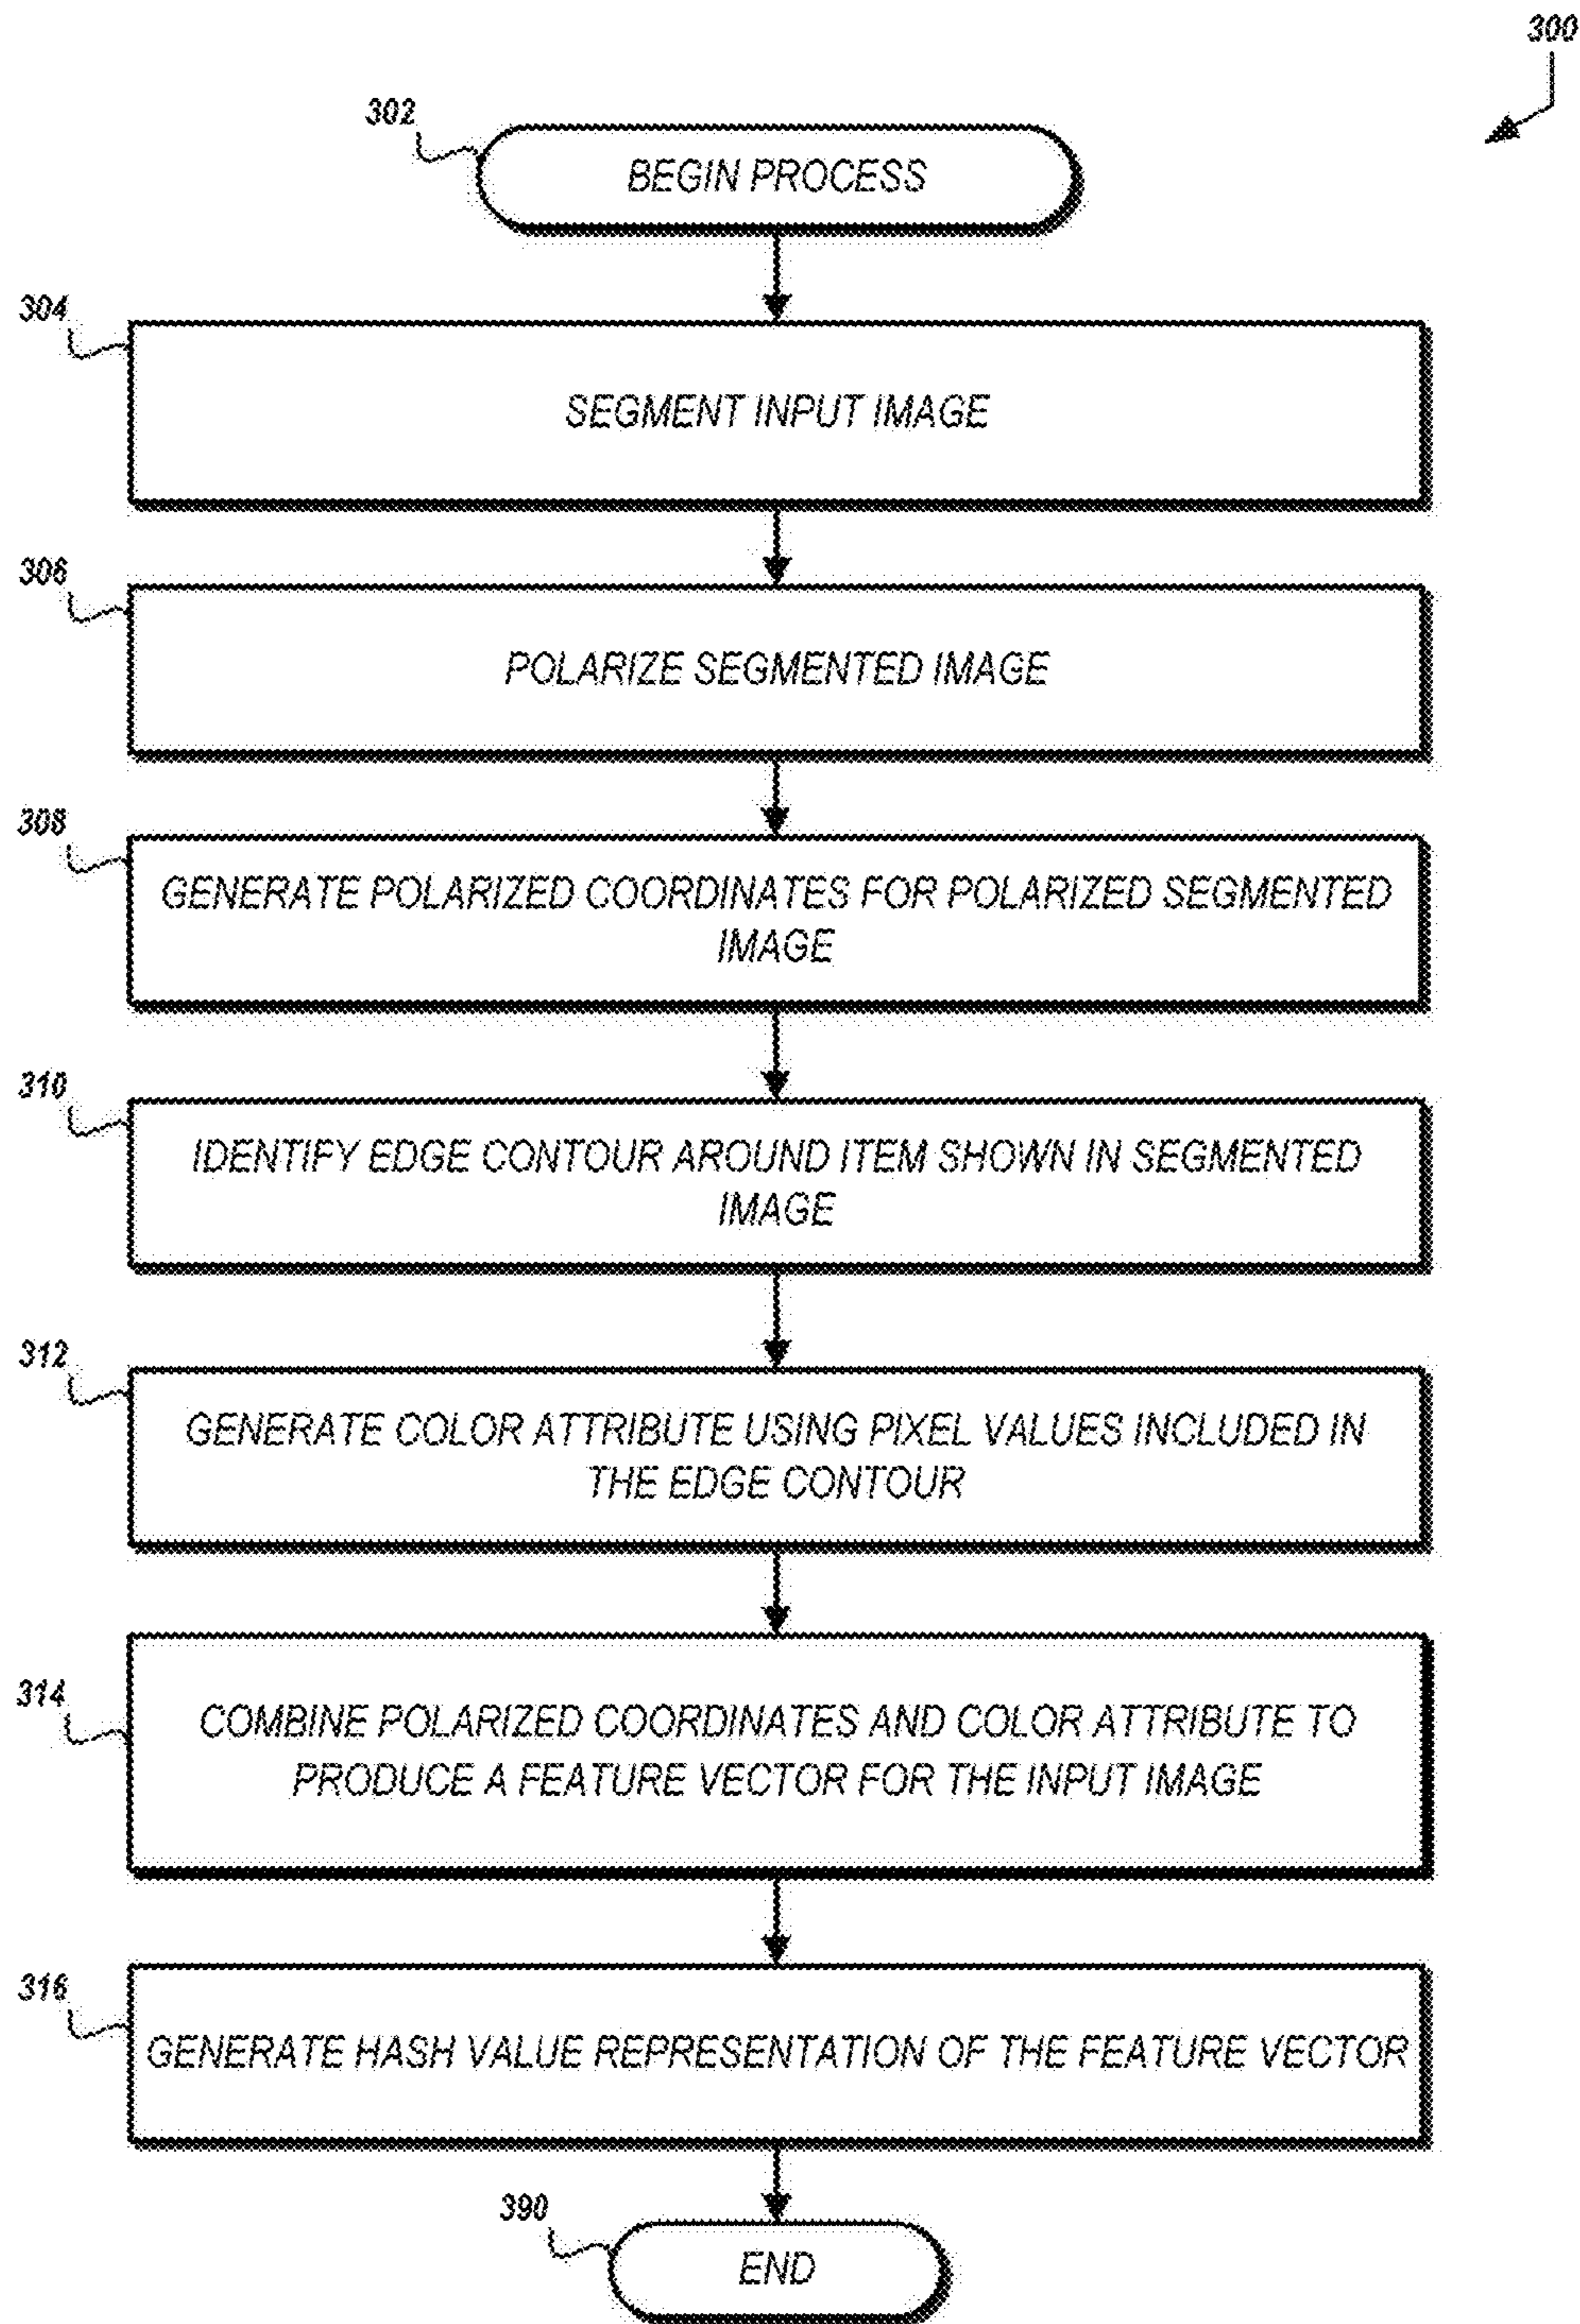 300
302
BEGIN PROCESS
304
SEGMENT INPUT IMAGE
306
POLARIZE SEGMENTED IMAGE
308
GENERATE POLARIZED COORDINATES FOR POLARIZED SEGMENTED
IMAGE
310
IDENTIFY EDGE CONTOUR AROUND ITEM SHOWN IN SEGMENTED
IMAGE
312
GENERATE COLOR ATTRIBUTE USING PIXEL VALUES INCLUDED IN
THE EDGE CONTOUR
314
COMBINE POLARIZED COORDINATES AND COLOR ATTRIBUTE TO
PRODUCE A FEATURE VECTOR FOR THE INPUT IMAGE
316
GENERATE HASH VALUE REPRESENTATION OF THE FEATURE VECTOR
390
END